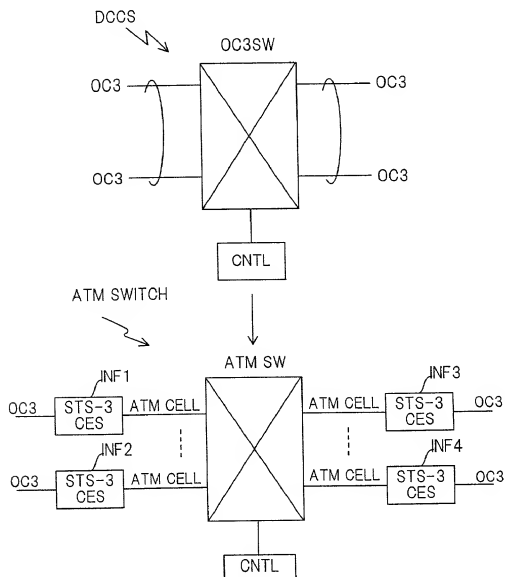 DCCS
OC3SW
OC3 OC3
OC3 OC3
CNTL
ATM SWITCH
ATM SW
INF1 INF3
OC3 STS-3 CES ATM CELL ATM CELL STS-3 CES OC3
INF2 INF4
OC3 STS-3 CES ATM CELL ATM CELL STS-3 CES OC3
CNTL